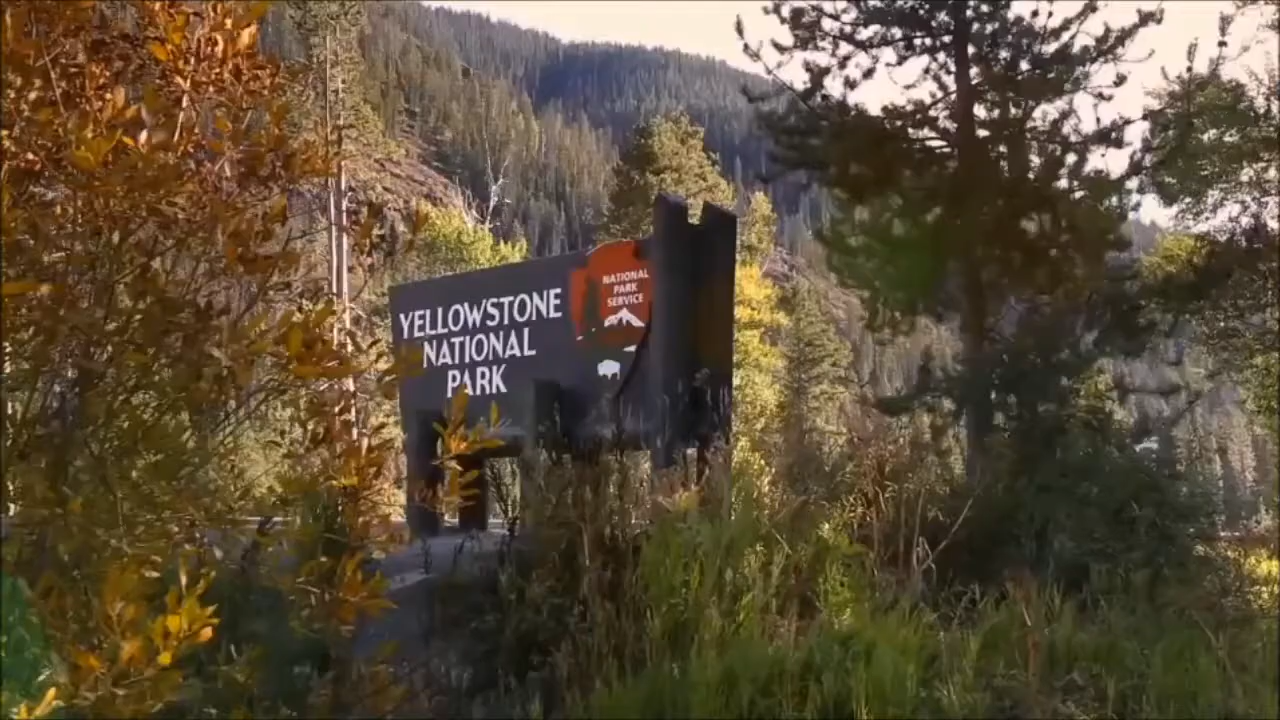 YELLOWSTONE
NATIONAL
PARK
NATIONAL
PARK
SERVICE